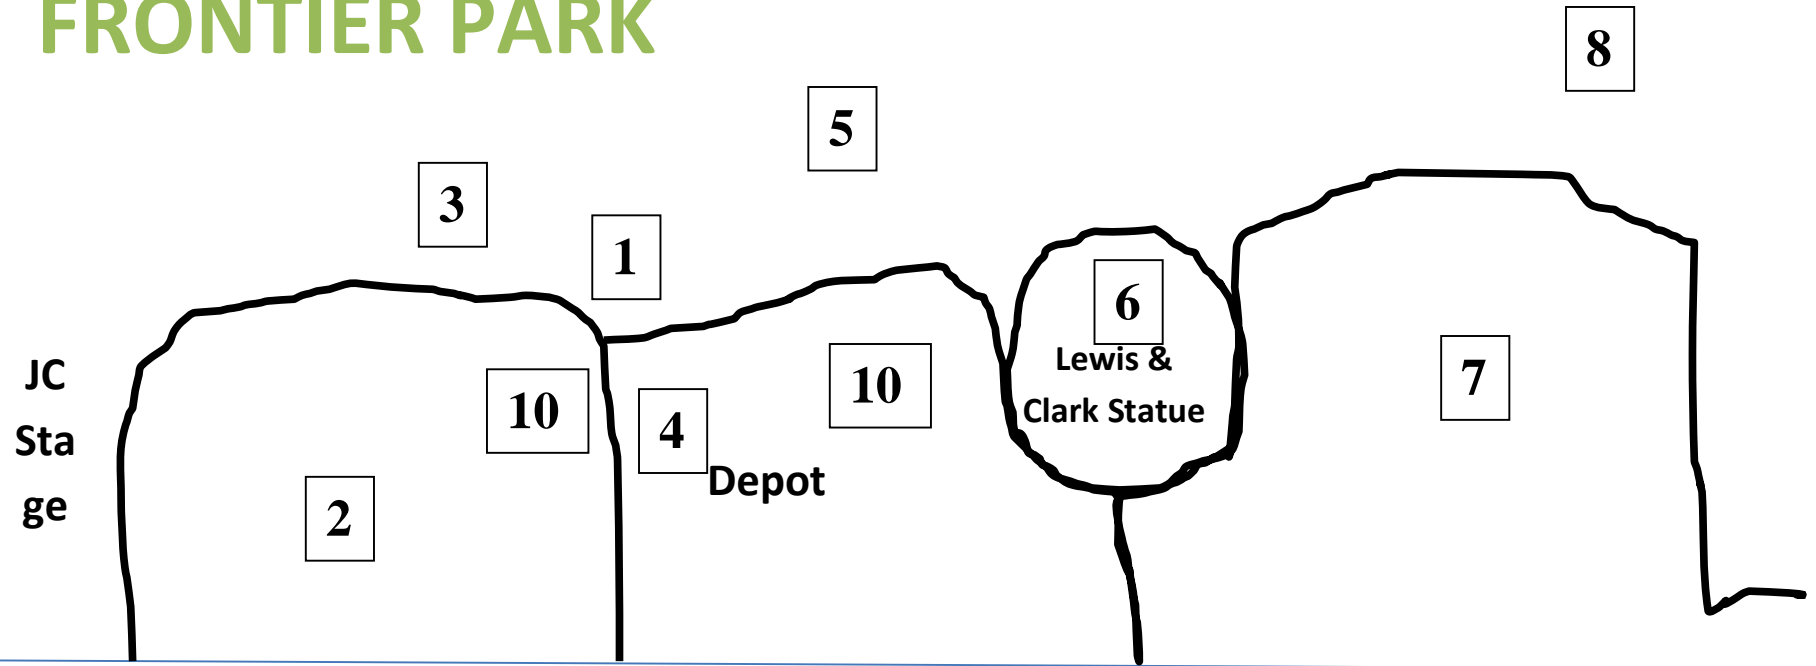 FRONTIER PARK
8
5
3
1
6
Lewis &
Clark Statue
JC
Sta
ge
10
4
10
7
Depot
2